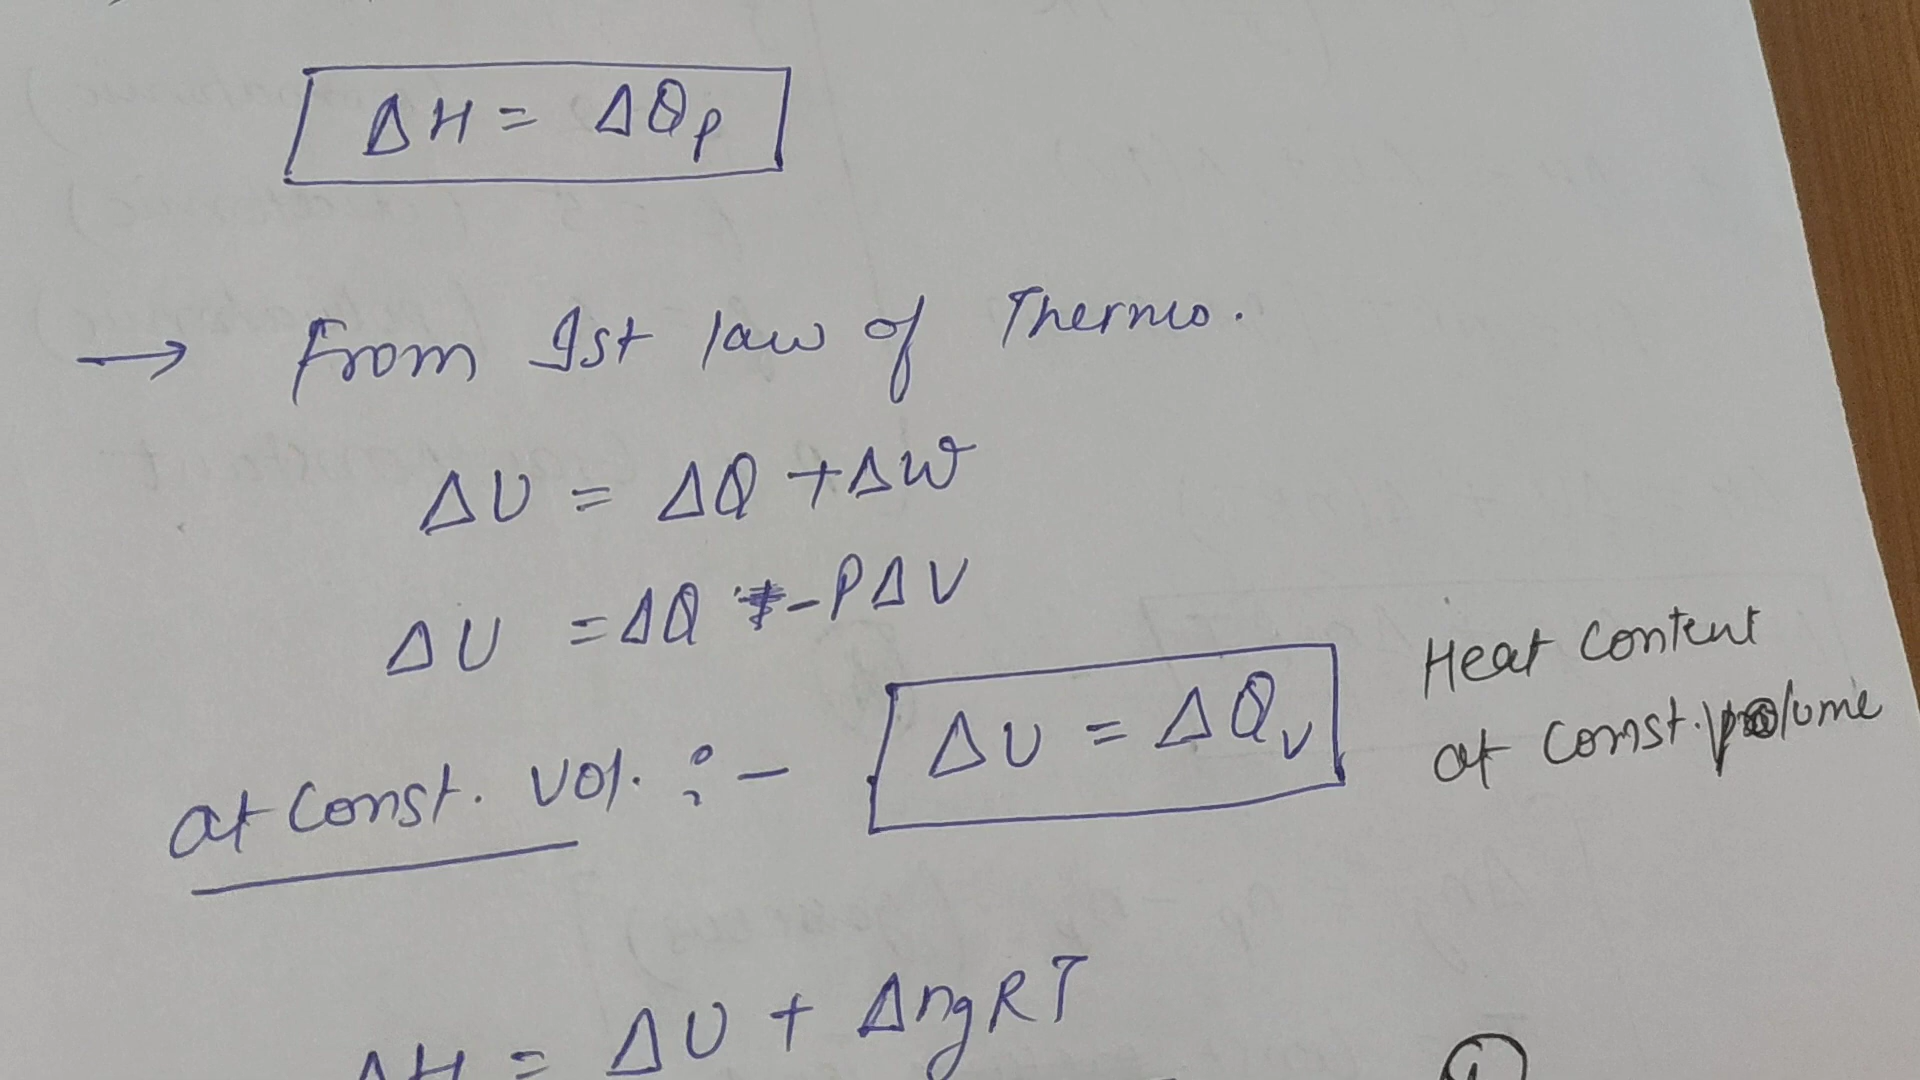 ΔH = ΔQp
→ From Ist law of Thermo.
ΔU = ΔQ + ΔW
ΔU = ΔQ - PΔV
at Const. Vol. :- ΔU = ΔQv
Heat Content
at Const. volume
ΔH = ΔU + ΔngRT